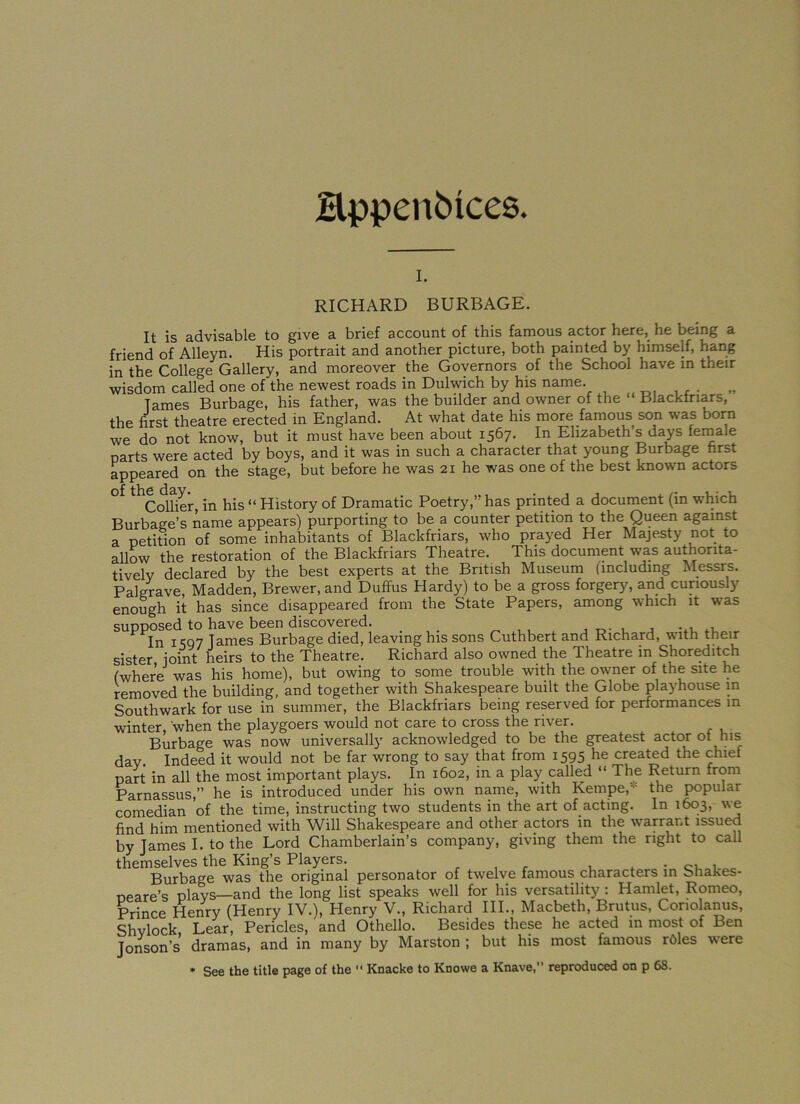 Appendices.
I.
RICHARD BURBAGE.
It is advisable to give a brief account of this famous actor here, he being a
friend of Alleyn. His portrait and another picture, both painted by himself, hang
in the College Gallery, and moreover the Governors of the School have in their
wisdom called one of the newest roads in Dulwich by his name.
James Burbage, his father, was the builder and owner of the “Blackfriars,”
the first theatre erected in England. At what date his more famous son was born
we do not know, but it must have been about 1567. In Elizabeth's days female
parts were acted by boys, and it was in such a character that young Burbage first
appeared on the stage, but before he was 21 he was one of the best known actors
of the day.
Collier, in his “History of Dramatic Poetry,” has printed a document (in which
Burbage's name appears) purporting to be a counter petition to the Queen against
a petition of some inhabitants of Blackfriars, who prayed Her Majesty not to
allow the restoration of the Blackfriars Theatre. This document was authorita-
tively declared by the best experts at the British Museum (including Messrs.
Palgrave, Madden, Brewer, and Duffus Hardy) to be a gross forgery, and curiously
enough it has since disappeared from the State Papers, among which it was
supposed to have been discovered.
In 1597 James Burbage died, leaving his sons Cuthbert and Richard, with their
sister, joint heirs to the Theatre. Richard also owned the Theatre in Shoreditch
(where was his home), but owing to some trouble with the owner of the site he
removed the building, and together with Shakespeare built the Globe playhouse in
Southwark for use in summer, the Blackfriars being reserved for performances in
winter, when the playgoers would not care to cross the river.
Burbage was now universally acknowledged to be the greatest actor of his
day. Indeed it would not be far wrong to say that from 1595 he created the chief
part in all the most important plays. In 1602, in a play called “The Return from
Parnassus,” he is introduced under his own name, with Kempe,* the popular
comedian of the time, instructing two students in the art of acting. In 1603, we
find him mentioned with Will Shakespeare and other actors in the warrant issued
by James I. to the Lord Chamberlain's company, giving them the right to call
themselves the King's Players.
Burbage was the original personator of twelve famous characters in Shakes-
peare's plays—and the long list speaks well for his versatility: Hamlet, Romeo,
Prince Henry (Henry IV.), Henry V., Richard III., Macbeth, Brutus, Coriolanus,
Shylock, Lear, Pericles, and Othello. Besides these he acted in most of Ben
Jonson's dramas, and in many by Marston; but his most famous rôles were
* See the title page of the "Knacke to Knowe a Knave," reproduced on p 68.